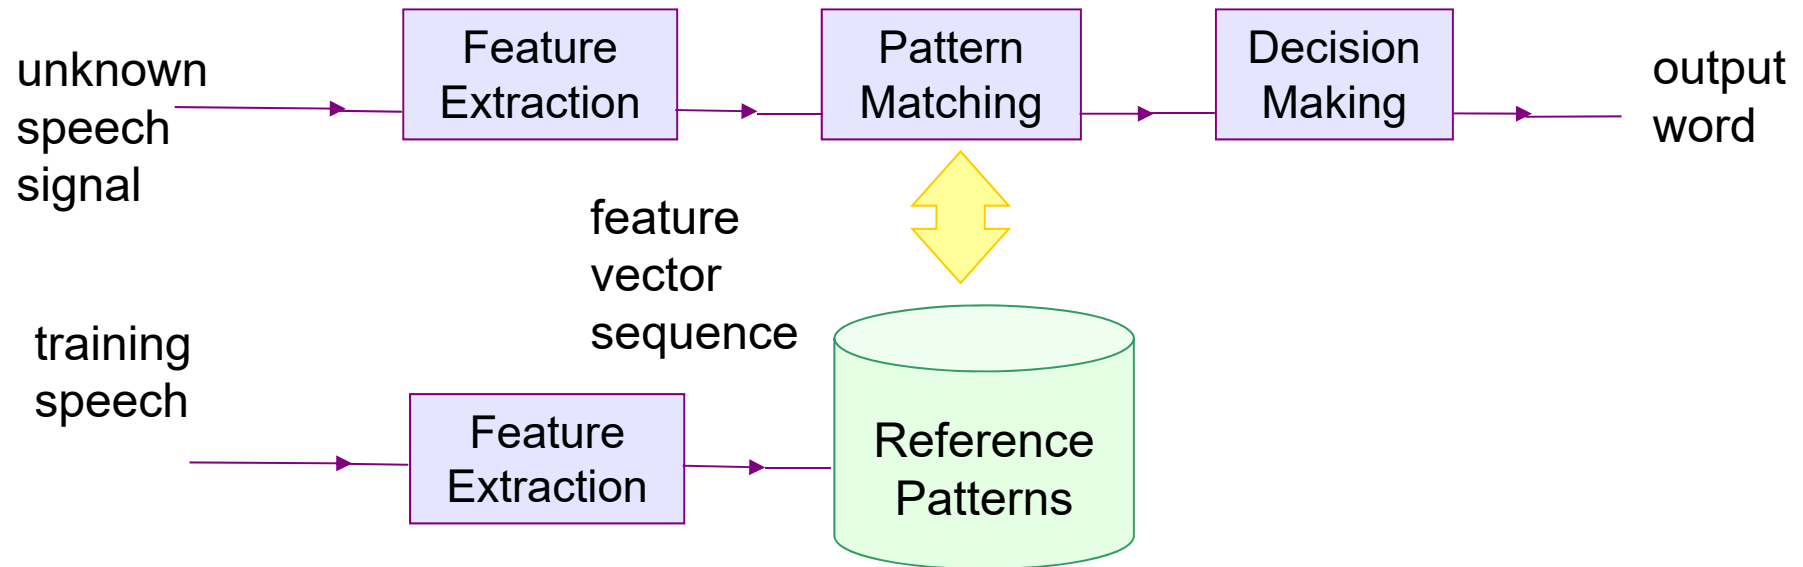 unknown
speech
signal
Feature
Extraction
Pattern
Matching
Decision
Making
output
word
feature
vector
sequence
training
speech
Feature
Extraction
Reference
Patterns